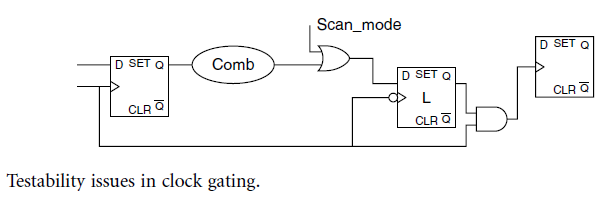 Scan_mode
D SET Q
CLR Q
Comb
D SET Q
L
CLR Q
D SET Q
CLR Q
Testability issues in clock gating.